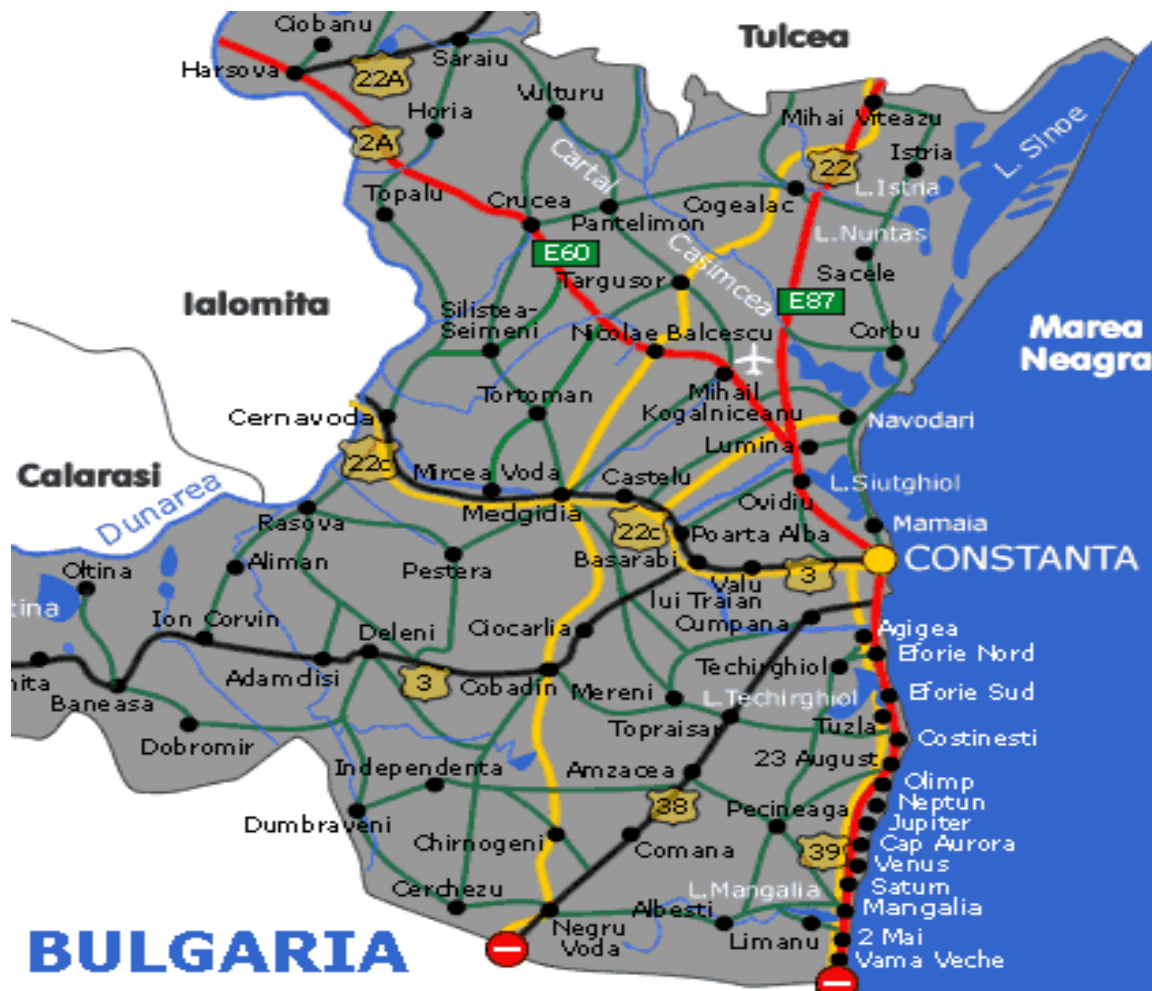 Ciobanu
Tulcea
Saraiu
Harsova
22A
Vulturu
Horia
Mihai Viteazu
2A
Istria
L. Sinoe
Cartal
22
L.Istria
Topalu
Crucea
Cogealac
Pantelimon
L.Nuntas
E60
Casimcea
Sacele
Targusor
Ialomita
E87
Silistea-
Seimeni
Nicolae Balcescu
Corbu
Marea
Neagra
Mihail
Kogalniceanu
Tortoman
Cernavoda
Navodari
Lumina
22c
Calarasi
Mircea Voda
Castelu
L.Siutghiol
Dunarea
Medgidia
Ovidiu
Rasova
22c
Mamaia
Poarta Alba
Basarabi
CONSTANTA
Aliman
Pestera
Oltina
Valu
lui Traian
3
tina
Ion Corvin
Deleni
Ciocarlia
Cumpana
Agigea
Eforie Nord
Techirghiol
nita
Adamdisi
3
Cobadin
Mereni
L.Techirghiol
Eforie Sud
Baneasa
Topraisar
Tuzla
Costinesti
Dobromir
23 August
Independenta
Amzacea
Olimp
38
Pecineaga
Neptun
Dumbraveni
Jupiter
Chirnogeni
Comana
39
Cap Aurora
Venus
Cerchezu
L.Mangalia
Saturn
Albesti
Mangalia
Negru
Voda
Limanu
2 Mai
BULGARIA
Vama Veche